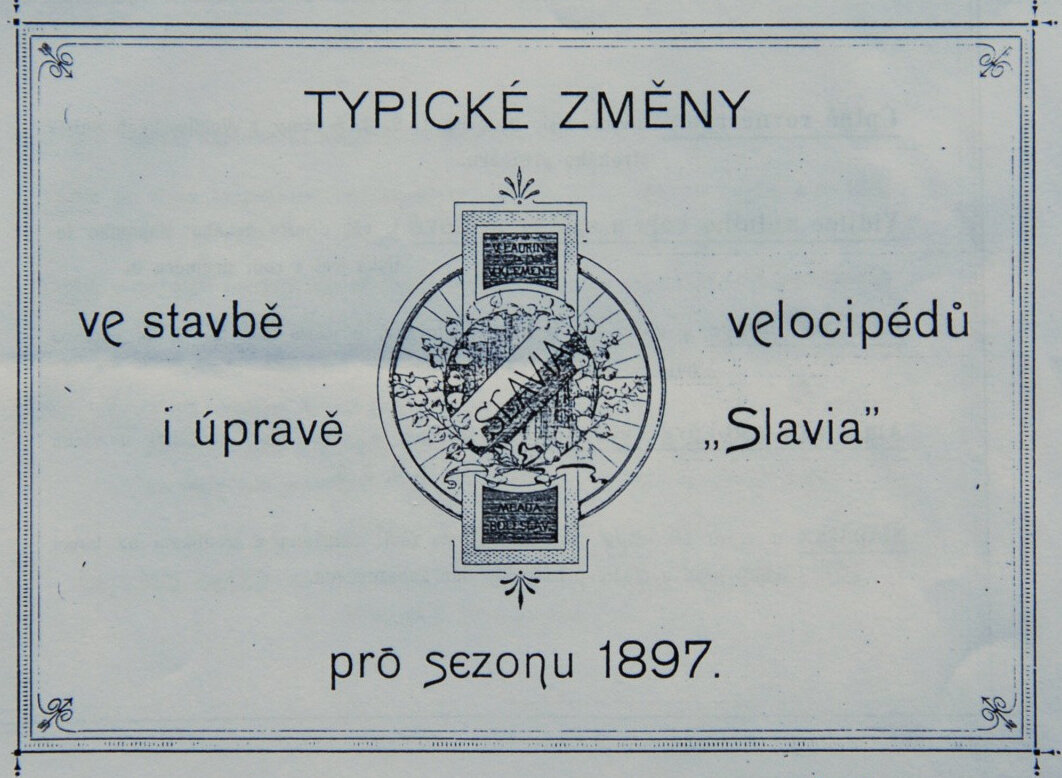 TYPICKÉ ZMĚNY
V. LAURIN
V. KLEMENT
ve stavbě
velocipédů
SLAVIA
i úpravě
„Slavia"
MLADÁ
BOLESLAV.
pro sezonu 1897.